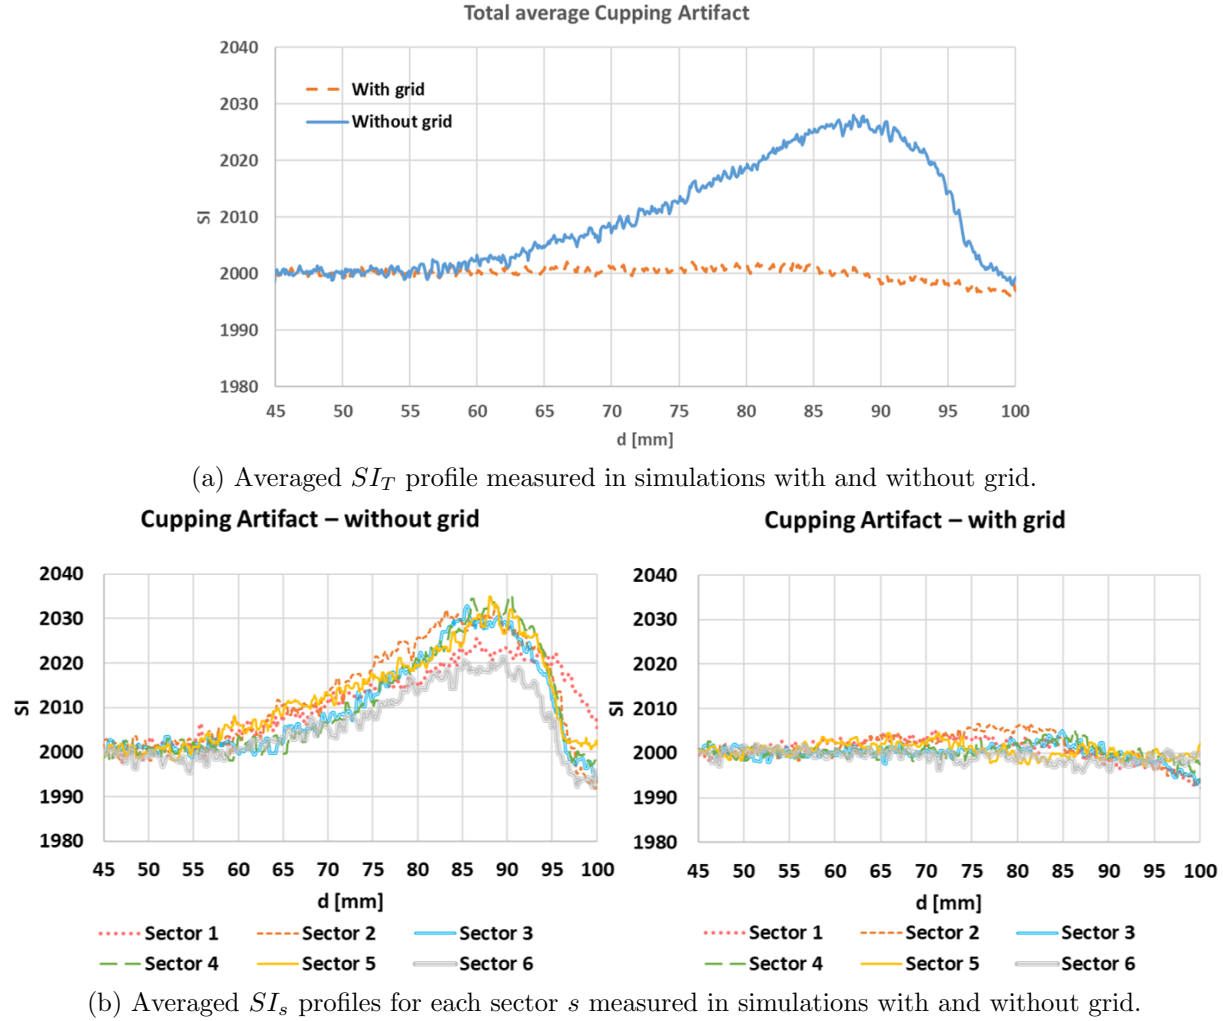 Total average Cupping Artifact
2040
2030
2020
2010
2000
1990
1980
SI
With grid
Without grid
45 50 55 60 65 70 75 80 85 90 95 100
d [mm]
(a) Averaged SI_T profile measured in simulations with and without grid.
Cupping Artifact – without grid
2040
2030
2020
2010
2000
1990
1980
SI
45 50 55 60 65 70 75 80 85 90 95 100
d [mm]
Sector 1 Sector 2 Sector 3
Sector 4 Sector 5 Sector 6
Cupping Artifact – with grid
2040
2030
2020
2010
2000
1990
1980
SI
45 50 55 60 65 70 75 80 85 90 95 100
d [mm]
Sector 1 Sector 2 Sector 3
Sector 4 Sector 5 Sector 6
(b) Averaged SI_s profiles for each sector s measured in simulations with and without grid.